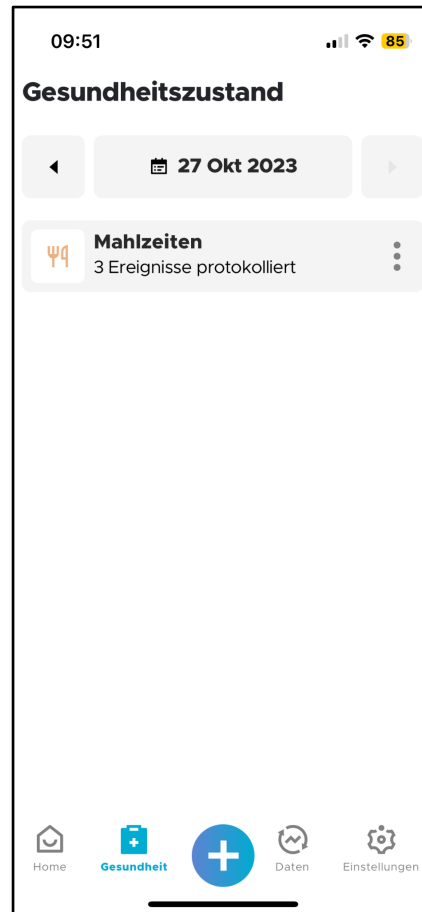 09:51
85
Gesundheitszustand
27 Okt 2023
Mahlzeiten
3 Ereignisse protokolliert
Home
Gesundheit
Daten
Einstellungen